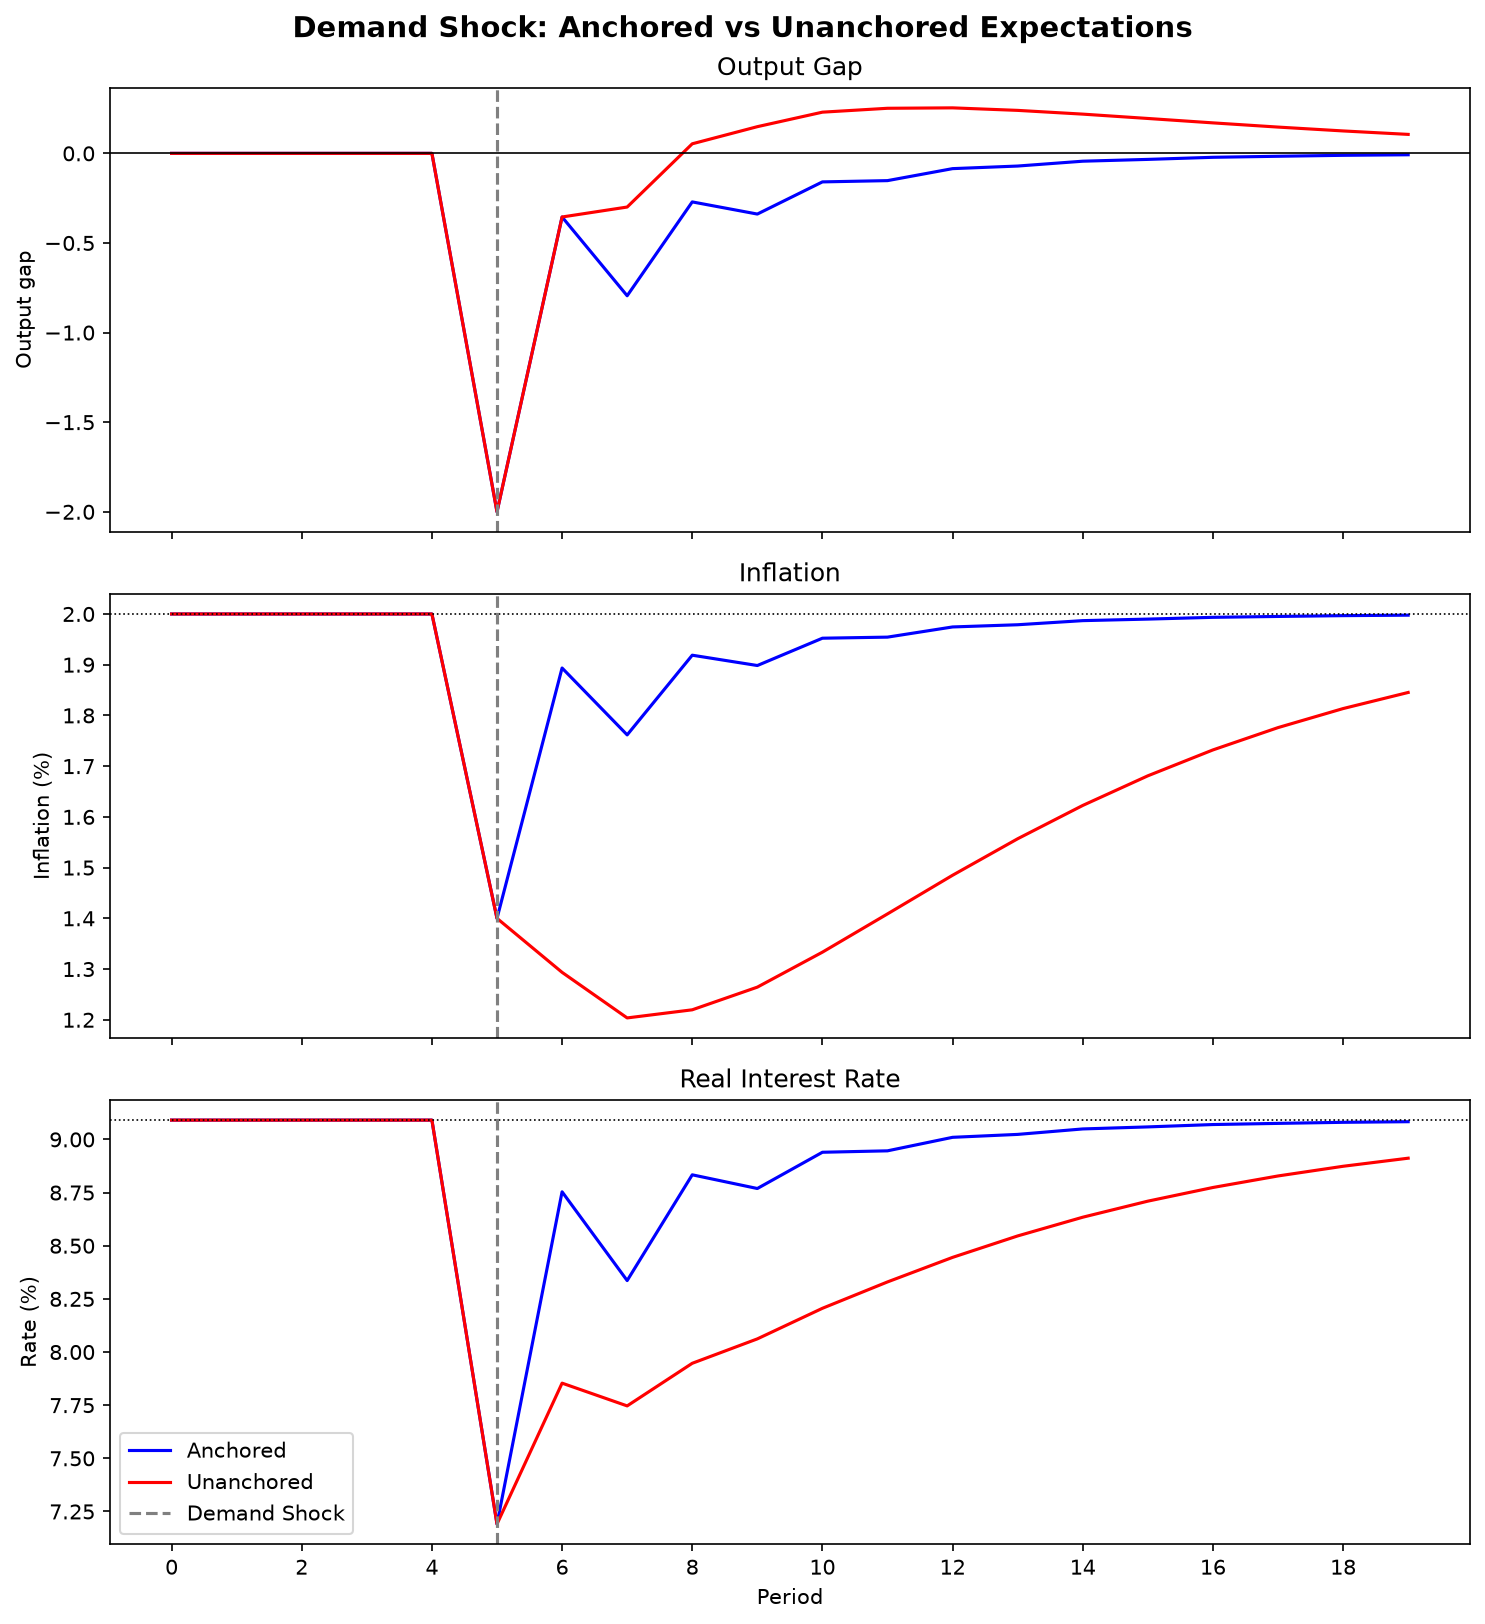 Demand Shock: Anchored vs Unanchored Expectations
Output Gap
Output gap
0.0
−0.5
−1.0
−1.5
−2.0
Inflation
Inflation (%)
2.0
1.9
1.8
1.7
1.6
1.5
1.4
1.3
1.2
Real Interest Rate
Rate (%)
9.00
8.75
8.50
8.25
8.00
7.75
7.50
7.25
Anchored
Unanchored
Demand Shock
0 2 4 6 8 10 12 14 16 18
Period